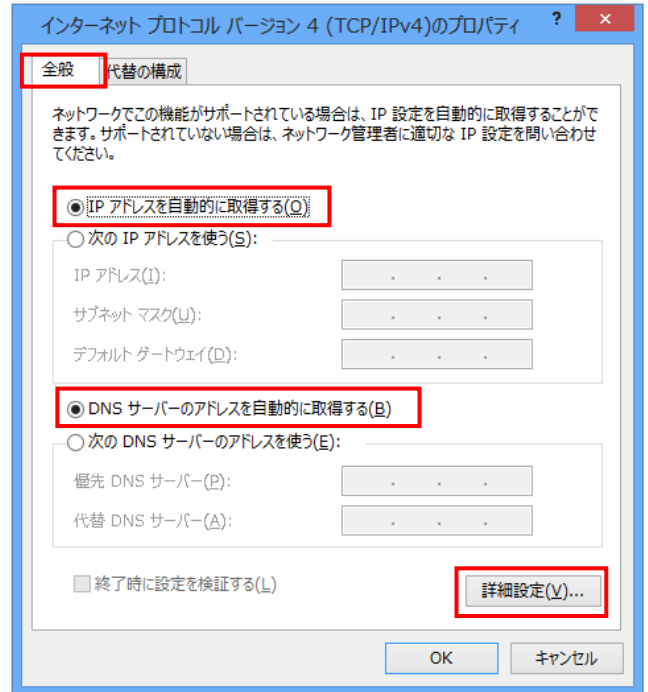 インターネット プロトコル バージョン 4 (TCP/IPv4)のプロパティ ? ×
全般 代替の構成
ネットワークでこの機能がサポートされている場合は、IP 設定を自動的に取得することがで
きます。サポートされていない場合は、ネットワーク管理者に適切な IP 設定を問い合わせ
てください。
IP アドレスを自動的に取得する(O)
次の IP アドレスを使う(S):
IP アドレス(I): . . .
サブネット マスク(U): . . .
デフォルト ゲートウェイ(D): . . .
DNS サーバーのアドレスを自動的に取得する(B)
次の DNS サーバーのアドレスを使う(E):
優先 DNS サーバー(P): . . .
代替 DNS サーバー(A): . . .
終了時に設定を検証する(L)
詳細設定(V)...
OK キャンセル